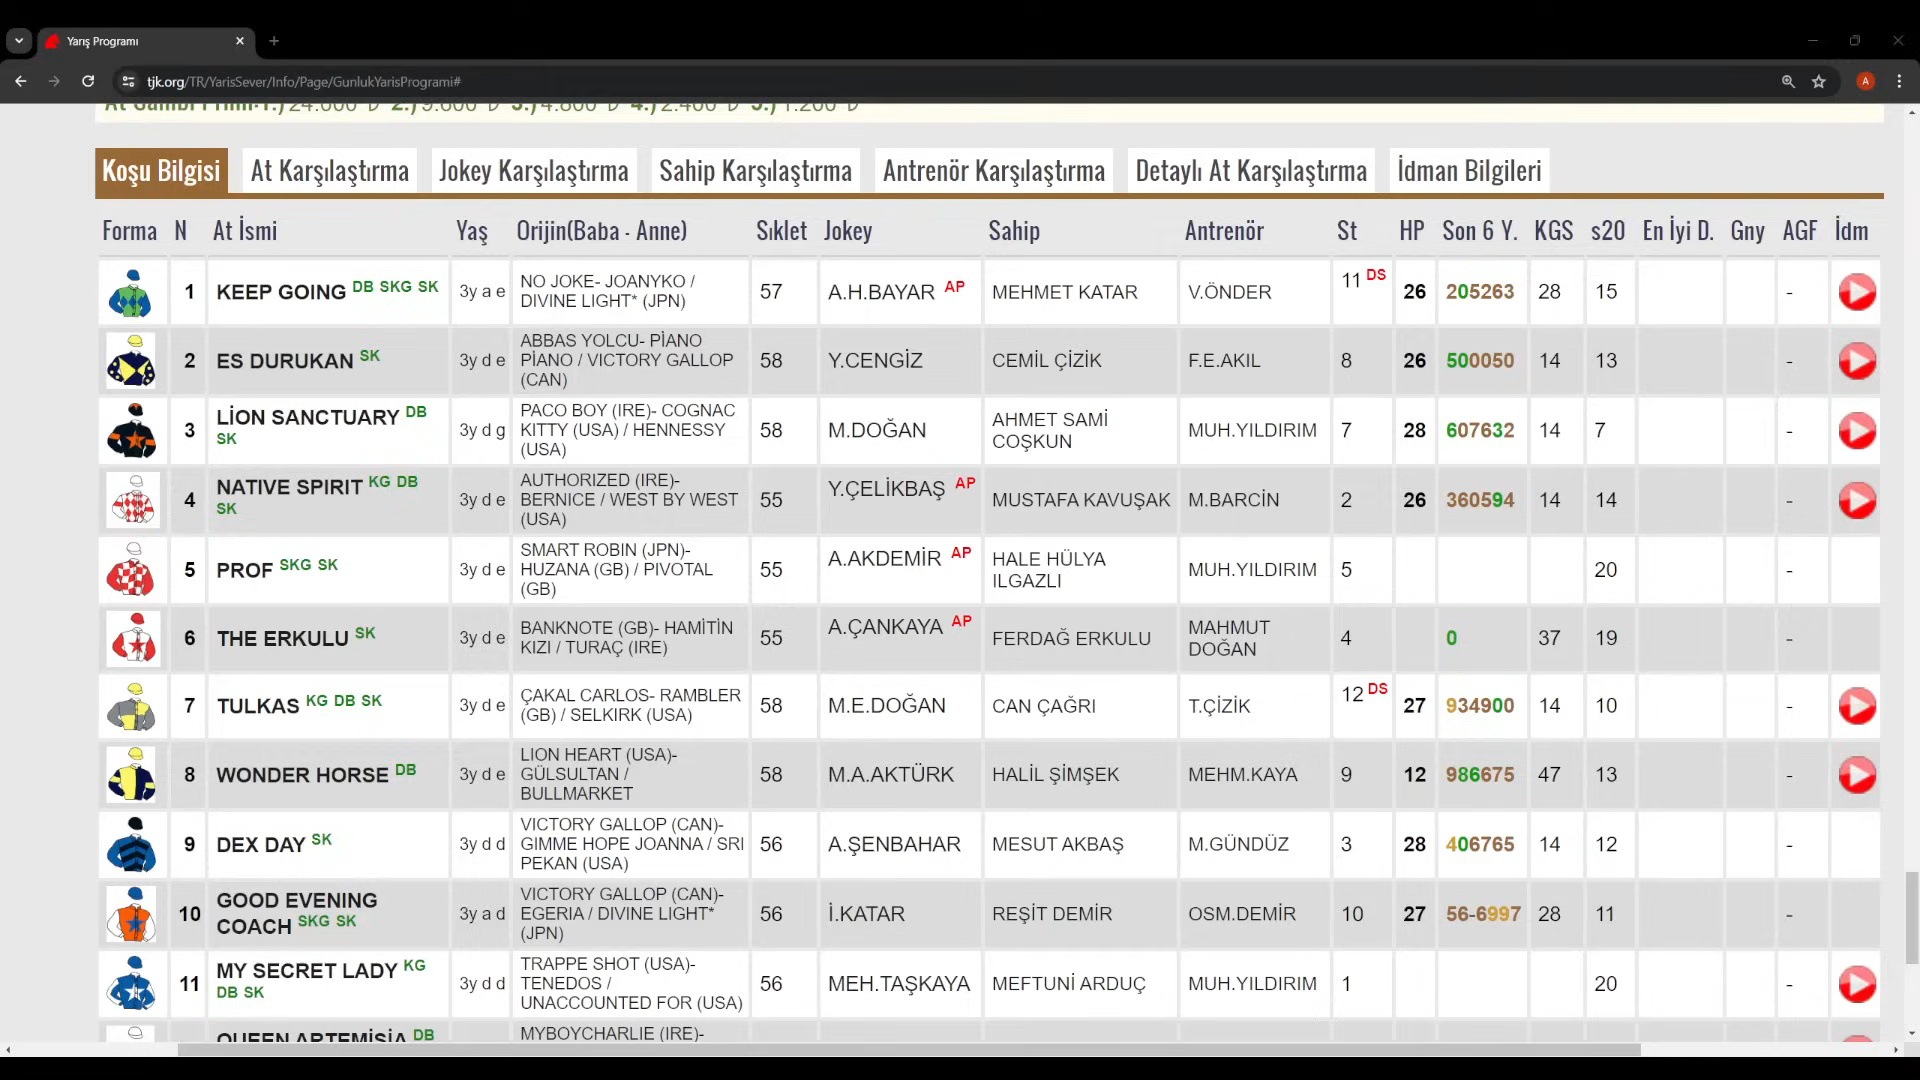 Yarış Programı
tjk.org/TR/YarisSever/Info/Page/GunlukYarisProgrami#
A
Koşu Bilgisi At Karşılaştırma Jokey Karşılaştırma Sahip Karşılaştırma Antrenör Karşılaştırma Detaylı At Karşılaştırma İdman Bilgileri
Forma N At İsmi Yaş Orijin(Baba - Anne) Sıklet Jokey Sahip Antrenör St HP Son 6 Y. KGS s20 En İyi D. Gny AGF İdm
1 KEEP GOING DB SKG SK 3y a e NO JOKE- JOANYKO /
DIVINE LIGHT* (JPN) 57 A.H.BAYAR AP MEHMET KATAR V.ÖNDER 11 DS 26 205263 28 15 -
2 ES DURUKAN SK 3y d e ABBAS YOLCU- PİANO
PİANO / VICTORY GALLOP
(CAN) 58 Y.CENGİZ CEMİL ÇİZİK F.E.AKIL 8 26 500050 14 13 -
3 LİON SANCTUARY DB
SK 3y d g PACO BOY (IRE)- COGNAC
KITTY (USA) / HENNESSY
(USA) 58 M.DOĞAN AHMET SAMİ
COŞKUN MUH.YILDIRIM 7 28 607632 14 7 -
4 NATIVE SPIRIT KG DB
SK 3y d e AUTHORIZED (IRE)-
BERNICE / WEST BY WEST
(USA) 55 Y.ÇELİKBAŞ AP MUSTAFA KAVUŞAK M.BARCİN 2 26 360594 14 14 -
5 PROF SKG SK 3y d e SMART ROBIN (JPN)-
HUZANA (GB) / PIVOTAL
(GB) 55 A.AKDEMİR AP HALE HÜLYA
ILGAZLI MUH.YILDIRIM 5 20 -
6 THE ERKULU SK 3y d e BANKNOTE (GB)- HAMİTİN
KIZI / TURAÇ (IRE) 55 A.ÇANKAYA AP FERDAĞ ERKULU MAHMUT
DOĞAN 4 0 37 19 -
7 TULKAS KG DB SK 3y d e ÇAKAL CARLOS- RAMBLER
(GB) / SELKIRK (USA) 58 M.E.DOĞAN CAN ÇAĞRI T.ÇİZİK 12 DS 27 934900 14 10 -
8 WONDER HORSE DB 3y d e LION HEART (USA)-
GÜLSULTAN /
BULLMARKET 58 M.A.AKTÜRK HALİL ŞİMŞEK MEHM.KAYA 9 12 986675 47 13 -
9 DEX DAY SK 3y d d VICTORY GALLOP (CAN)-
GIMME HOPE JOANNA / SRI
PEKAN (USA) 56 A.ŞENBAHAR MESUT AKBAŞ M.GÜNDÜZ 3 28 406765 14 12 -
10 GOOD EVENING
COACH SKG SK 3y a d VICTORY GALLOP (CAN)-
EGERIA / DIVINE LIGHT*
(JPN) 56 İ.KATAR REŞİT DEMİR OSM.DEMİR 10 27 56-6997 28 11 -
11 MY SECRET LADY KG
DB SK 3y d d TRAPPE SHOT (USA)-
TENEDOS /
UNACCOUNTED FOR (USA) 56 MEH.TAŞKAYA MEFTUNİ ARDUÇ MUH.YILDIRIM 1 20 -
QUEEN ARTEMİSİA DB MYBOYCHARLIE (IRE)-